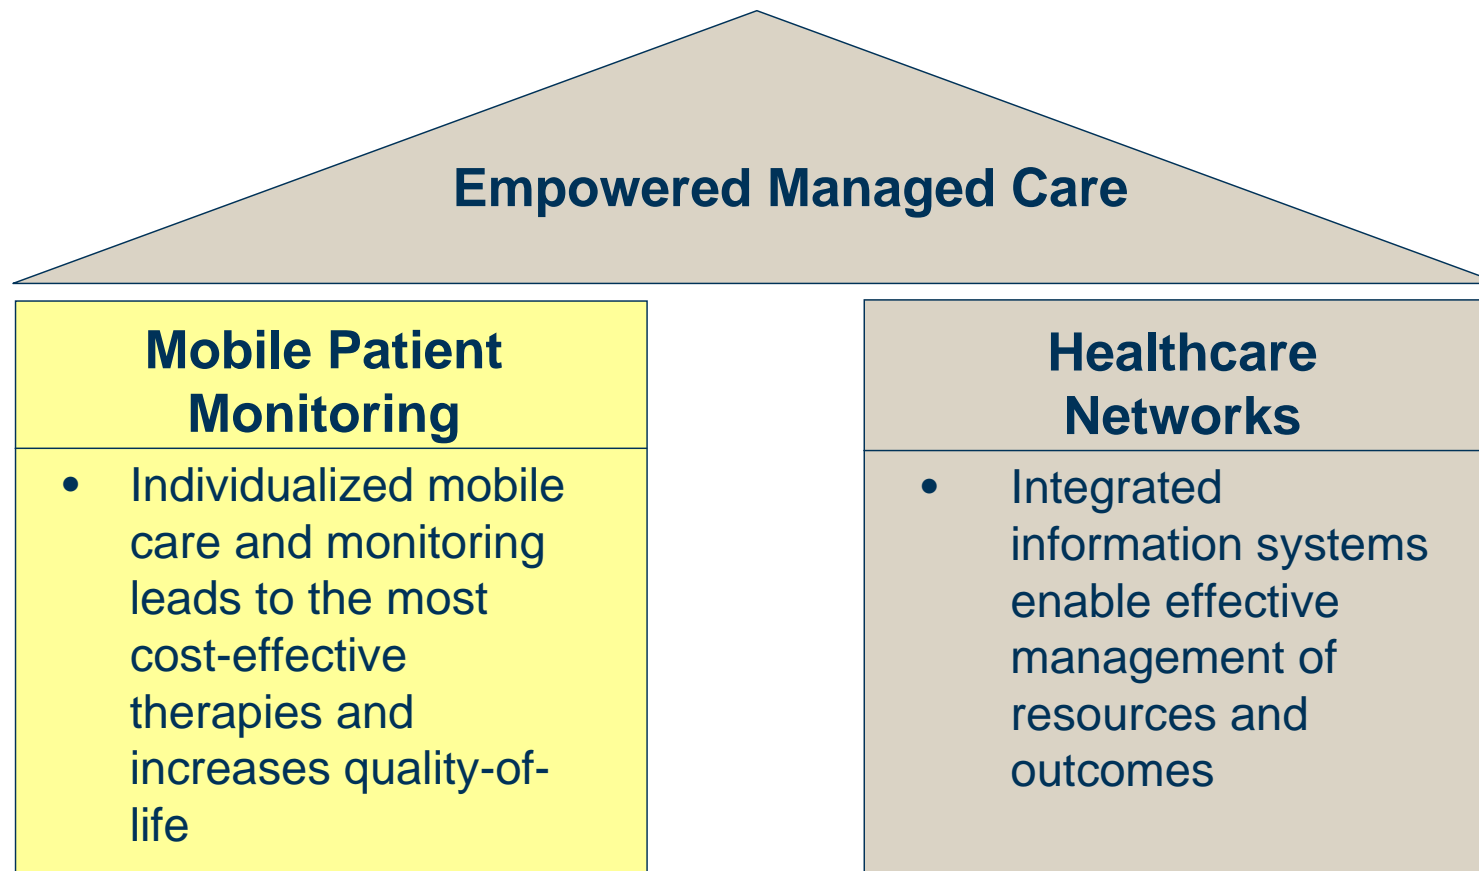 Empowered Managed Care
Mobile Patient
Monitoring
• Individualized mobile
care and monitoring
leads to the most
cost-effective
therapies and
increases quality-of-
life
Healthcare
Networks
• Integrated
information systems
enable effective
management of
resources and
outcomes